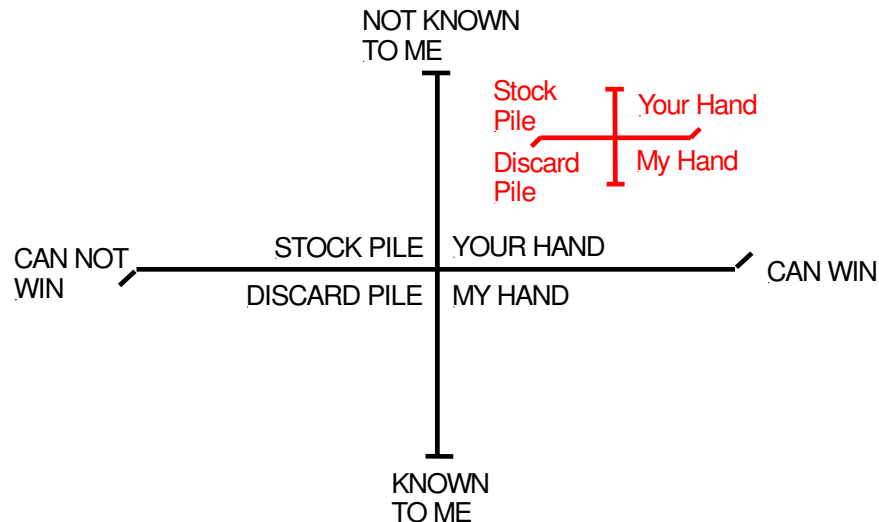 NOT KNOWN
TO ME
Stock
Pile
Your Hand
Discard
Pile
My Hand
STOCK PILE
YOUR HAND
CAN NOT
WIN
CAN WIN
DISCARD PILE
MY HAND
KNOWN
TO ME